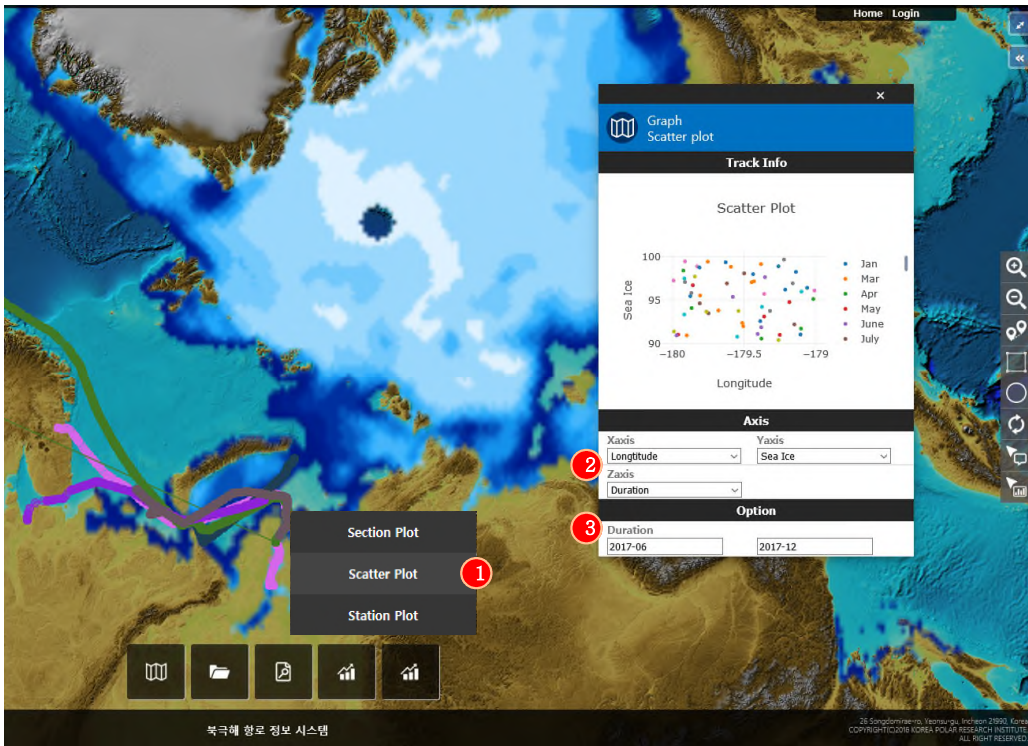 Home Login
×
Graph
Scatter plot
Track Info
Scatter Plot
100
95
90
Sea Ice
−180
−179.5
−179
Longitude
Jan
Mar
Apr
May
June
July
Axis
Xaxis
Yaxis
Longtitude
Sea Ice
2
Zaxis
Duration
Option
3
Duration
2017-06
2017-12
Section Plot
Scatter Plot
1
Station Plot
북극해 항로 정보 시스템
26 Songdomirae-ro, Yeonsu-gu, Incheon 21990, Korea
COPYRIGHT(C)2018 KOREA POLAR RESEARCH INSTITUTE.
ALL RIGHT RESERVED.